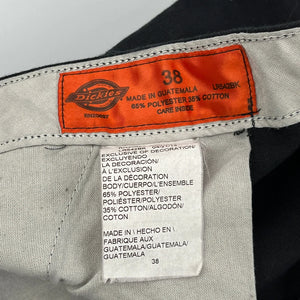 Dickies
38
MADE IN GUATEMALA
65% POLYESTER 35% COTTON
CARE INSIDE
EXCLUSIVE OF DECORATION/
EXCLUYENDO
LA DECORACIÓN/
EXCLUSION
DE LA DÉCORATION
BODY/CUERPO/L'ENSEMBLE
65% POLYESTER/
POLIÉSTER/POLYESTER
35% COTTON/ALGODÓN/
COTON
MADE IN \ HECHO EN \
FABRIQUE AUX
GUATEMALA/GUATEMALA/
GUATEMALA
38